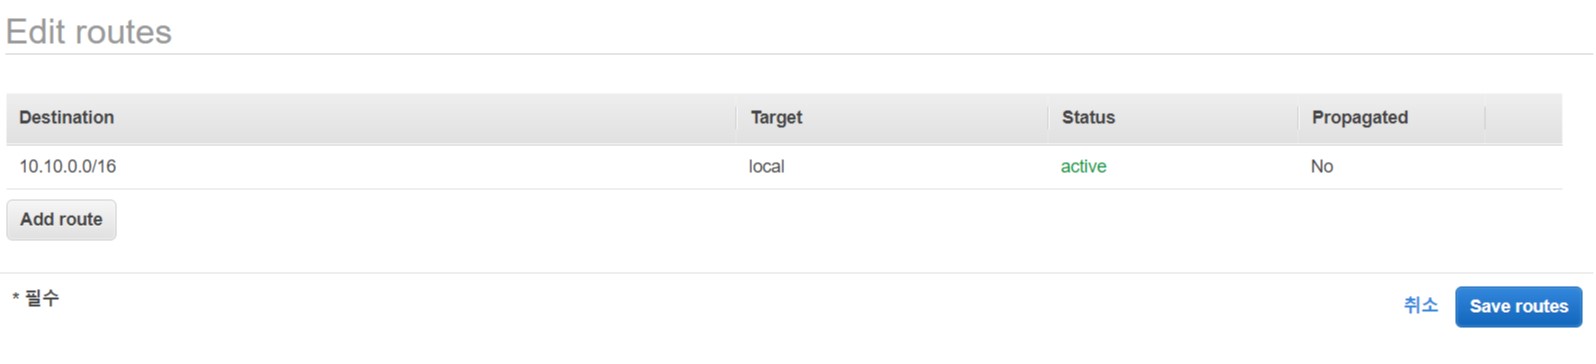 Edit routes
Destination Target Status Propagated
10.10.0.0/16 local active No
Add route
* 필수
취소 Save routes